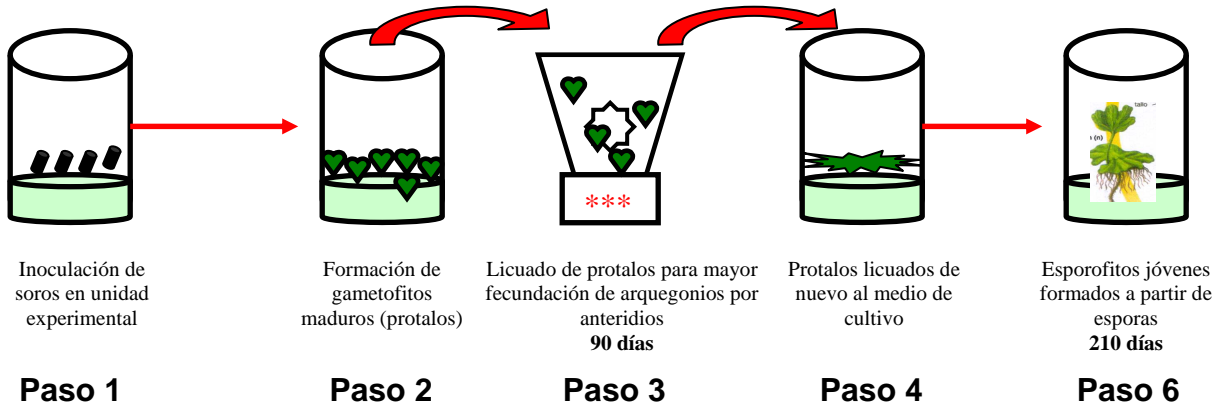 tallo
s (n)
***
Inoculación de
soros en unidad
experimental
Formación de
gametofitos
maduros (protalos)
Licuado de protalos para mayor
fecundación de arquegonios por
anteridios
90 días
Protalos licuados de
nuevo al medio de
cultivo
Esporofitos jóvenes
formados a partir de
esporas
210 días
Paso 1
Paso 2
Paso 3
Paso 4
Paso 6